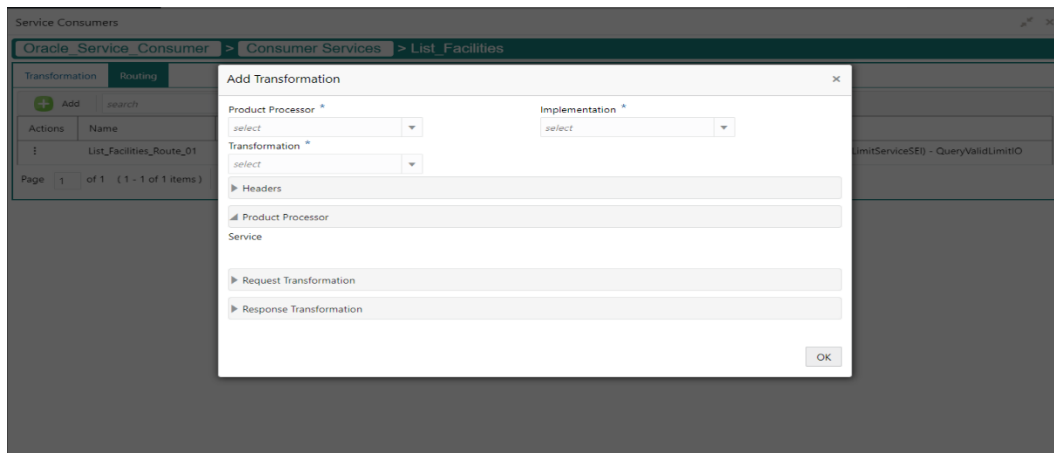 Service Consumers
Oracle_Service_Consumer > Consumer Services > List_Facilities
Transformation Routing
Add Transformation
Add search
Product Processor * Implementation *
select select
Actions Name
Transformation *
List_Facilities_Route_01 select LimitServiceSEI) - QueryValidLimitIO
Page 1 of 1 (1 - 1 of 1 items)
Headers
Product Processor
Service
Request Transformation
Response Transformation
OK